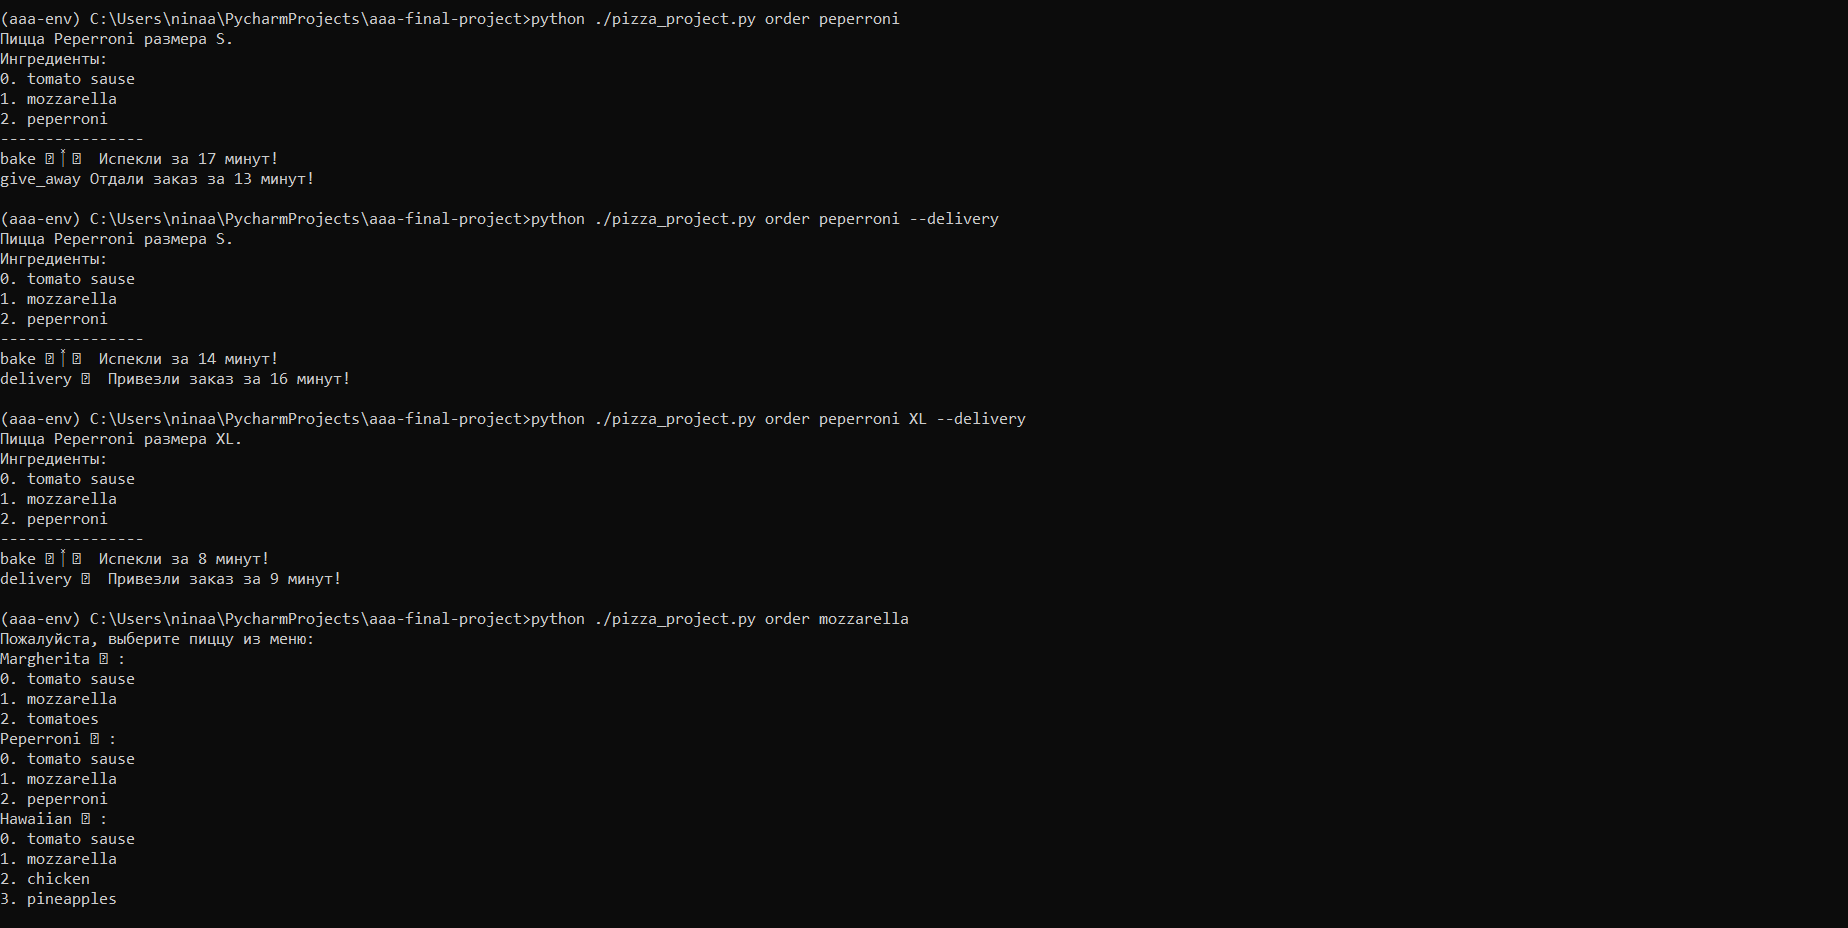 (aaa-env) C:\Users\ninaa\PycharmProjects\aaa-final-project>python ./pizza_project.py order peperroni
Пицца Peperroni размера S.
Ингредиенты:
0. tomato sause
1. mozzarella
2. peperroni
----------------
bake Испекли за 17 минут!
give_away Отдали заказ за 13 минут!
(aaa-env) C:\Users\ninaa\PycharmProjects\aaa-final-project>python ./pizza_project.py order peperroni --delivery
Пицца Peperroni размера S.
Ингредиенты:
0. tomato sause
1. mozzarella
2. peperroni
----------------
bake Испекли за 14 минут!
delivery Привезли заказ за 16 минут!
(aaa-env) C:\Users\ninaa\PycharmProjects\aaa-final-project>python ./pizza_project.py order peperroni XL --delivery
Пицца Peperroni размера XL.
Ингредиенты:
0. tomato sause
1. mozzarella
2. peperroni
----------------
bake Испекли за 8 минут!
delivery Привезли заказ за 9 минут!
(aaa-env) C:\Users\ninaa\PycharmProjects\aaa-final-project>python ./pizza_project.py order mozzarella
Пожалуйста, выберите пиццу из меню:
Margherita :
0. tomato sause
1. mozzarella
2. tomatoes
Peperroni :
0. tomato sause
1. mozzarella
2. peperroni
Hawaiian :
0. tomato sause
1. mozzarella
2. chicken
3. pineapples